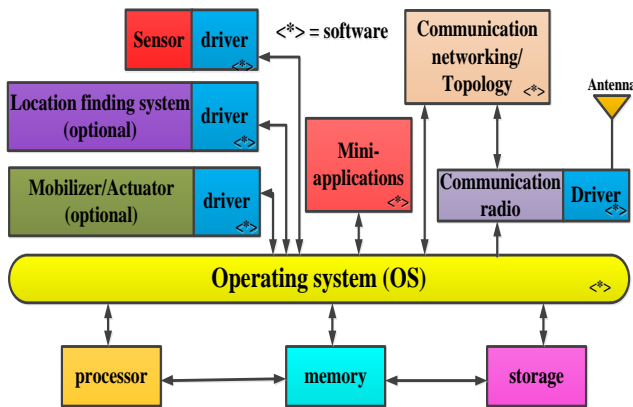 Sensor driver <*>
<*> = software
Communication
networking/
Topology <*>
Antenna
Location finding system
(optional)
driver
<*>
Mini-
applications
<*>
Mobilizer/Actuator
(optional)
driver
<*>
Communication
radio
Driver
<*>
Operating system (OS) <*>
processor
memory
storage